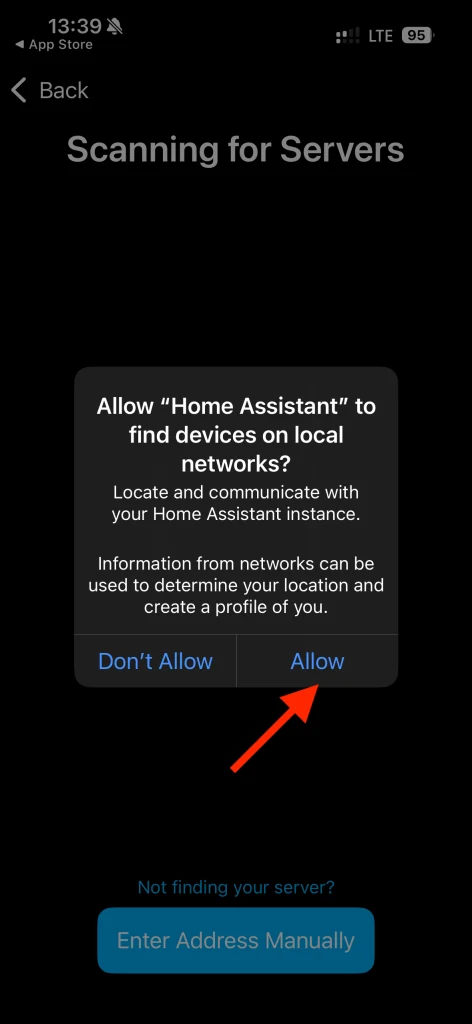 13:39
LTE 95
App Store
Back
Scanning for Servers
Allow “Home Assistant” to
find devices on local
networks?
Locate and communicate with
your Home Assistant instance.
Information from networks can be
used to determine your location and
create a profile of you.
Don’t Allow
Allow
Not finding your server?
Enter Address Manually